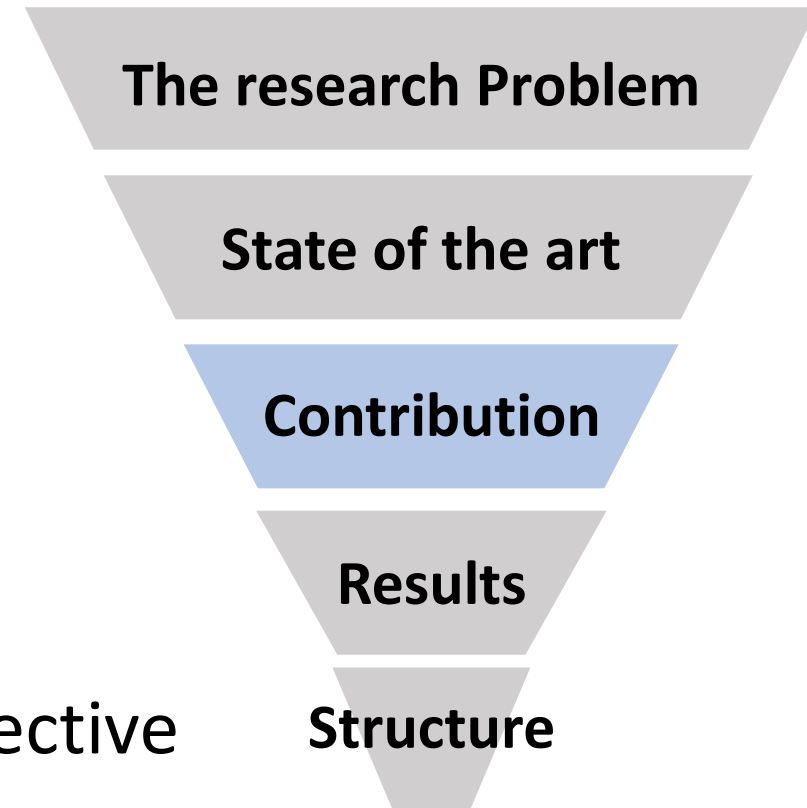 The research Problem
State of the art
Contribution
Results
ective Structure